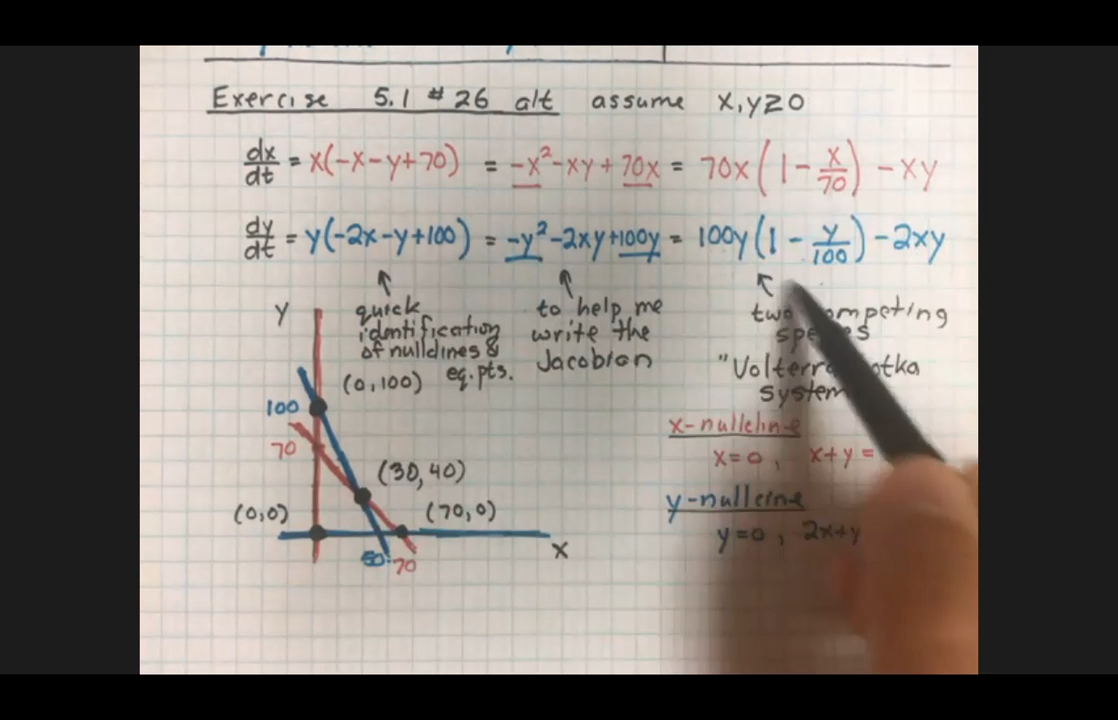 Exercise 5.1 #26 alt assume x,y≥0
dx/dt = x(-x-y+70) = -x²-xy+70x = 70x(1 - x/70) - xy
dy/dt = y(-2x-y+100) = -y²-2xy+100y = 100y(1 - y/100) - 2xy
quick
identification
of nullclines &
eq.pts.
to help me
write the
Jacobian
two
"Volterra
system
y
(0,100)
100
70
(30,40)
(0,0)
(70,0)
50
70
x
x-nullcline
x=0, x+y=
y-nullcine
y=0, 2x+y